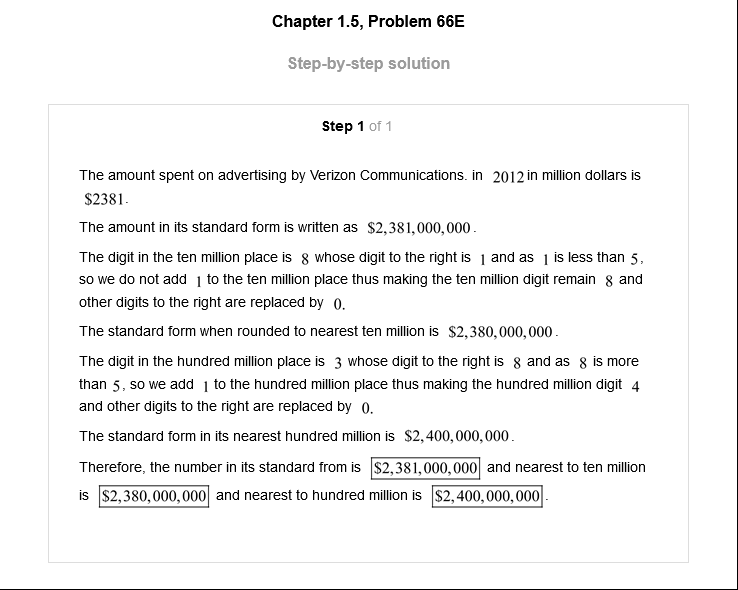 Chapter 1.5, Problem 66E
Step-by-step solution
Step 1 of 1
The amount spent on advertising by Verizon Communications. in 2012 in million dollars is
$2381.
The amount in its standard form is written as $2,381,000,000.
The digit in the ten million place is 8 whose digit to the right is 1 and as 1 is less than 5,
so we do not add 1 to the ten million place thus making the ten million digit remain 8 and
other digits to the right are replaced by 0.
The standard form when rounded to nearest ten million is $2,380,000,000.
The digit in the hundred million place is 3 whose digit to the right is 8 and as 8 is more
than 5, so we add 1 to the hundred million place thus making the hundred million digit 4
and other digits to the right are replaced by 0.
The standard form in its nearest hundred million is $2,400,000,000.
Therefore, the number in its standard from is $2,381,000,000 and nearest to ten million
is $2,380,000,000 and nearest to hundred million is $2,400,000,000.